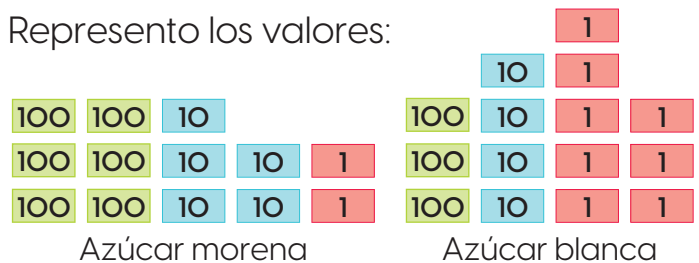 Represento los valores:
1
10 1
100 100 10 100 10 1 1
100 100 10 10 1 100 10 1 1
100 100 10 10 1 100 10 1 1
Azúcar morena Azúcar blanca